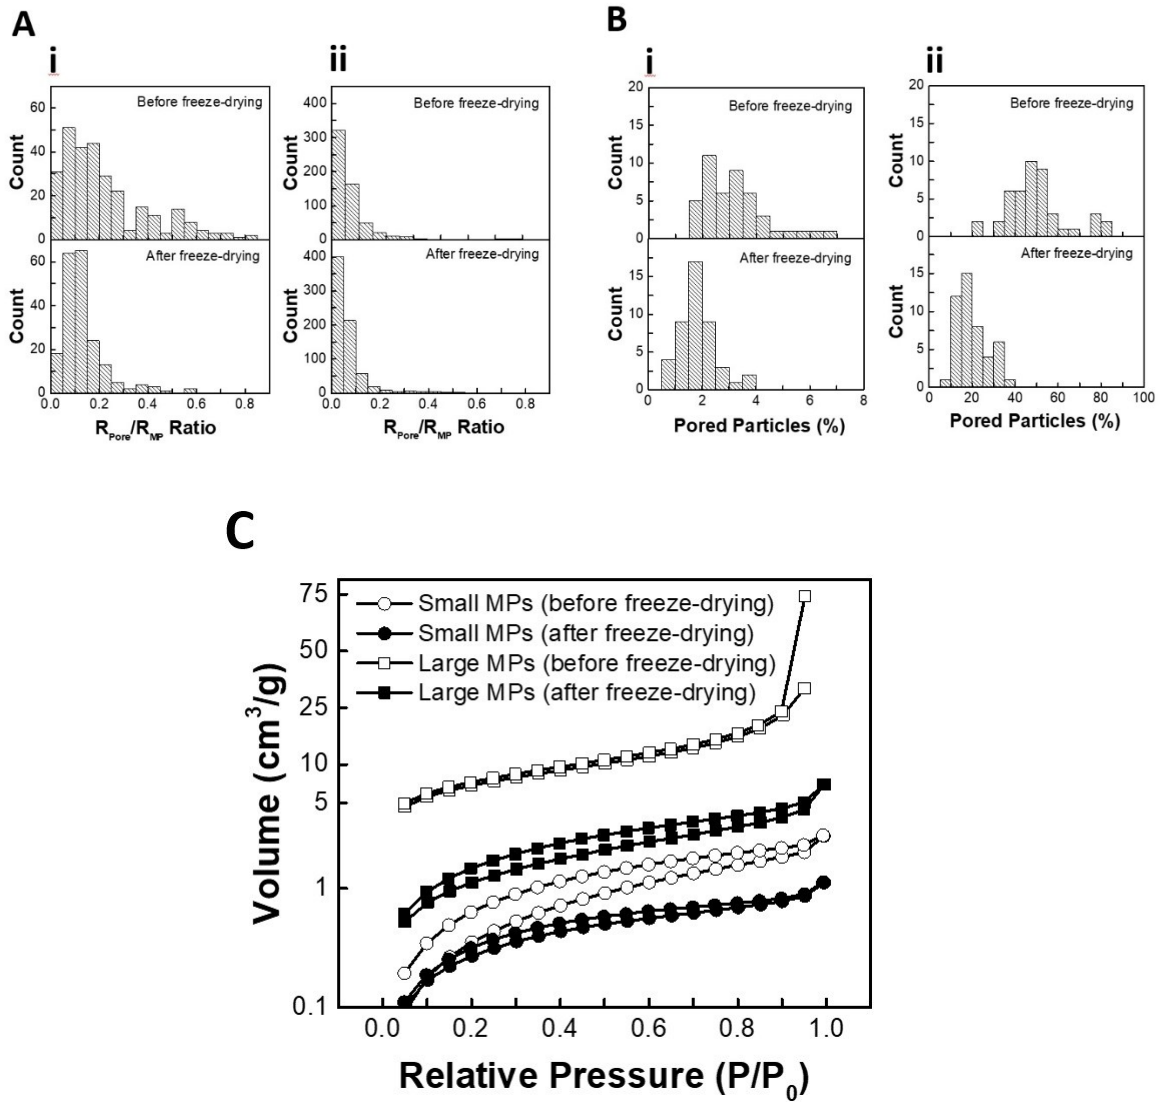 A
B
i
ii
i
ii
Before freeze-drying
60
40
20
0
Count
After freeze-drying
60
40
20
0
Count
0.0 0.2 0.4 0.6 0.8
R_Pore/R_MP Ratio
Before freeze-drying
400
300
200
100
0
Count
After freeze-drying
400
300
200
100
0
Count
0.0 0.2 0.4 0.6 0.8
R_Pore/R_MP Ratio
Before freeze-drying
20
15
10
5
0
Count
After freeze-drying
15
10
5
0
Count
0 2 4 6 8
Pored Particles (%)
Before freeze-drying
20
15
10
5
0
Count
After freeze-drying
15
10
5
0
Count
0 20 40 60 80 100
Pored Particles (%)
C
Small MPs (before freeze-drying)
Small MPs (after freeze-drying)
Large MPs (before freeze-drying)
Large MPs (after freeze-drying)
75
50
25
10
5
1
0.1
Volume (cm³/g)
0.0 0.2 0.4 0.6 0.8 1.0
Relative Pressure (P/P₀)